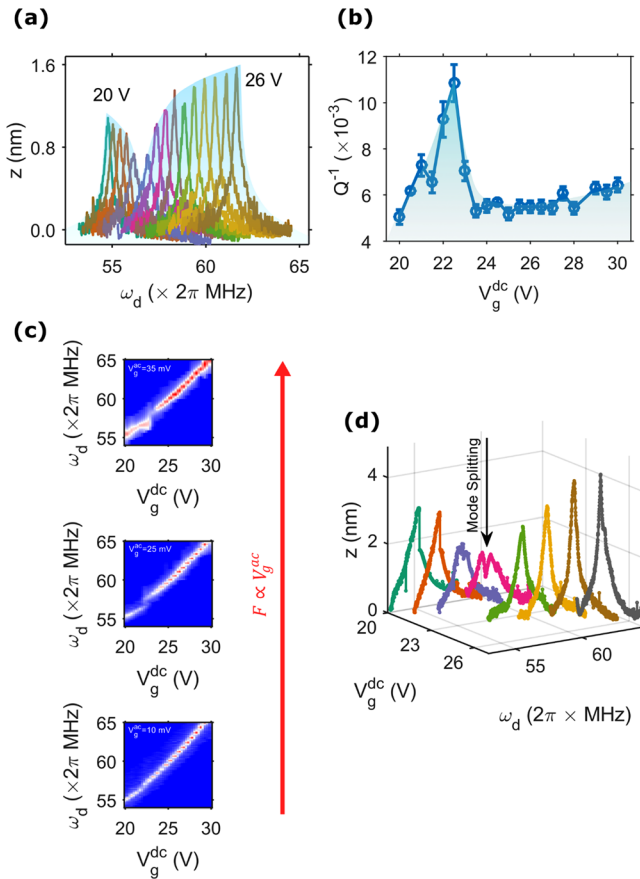 (a)
1.6
0.8
0.0
z (nm)
20 V
26 V
55
60
65
ω_d (× 2π MHz)
(b)
12
10
8
6
4
Q⁻¹ (×10⁻³)
20
22
24
26
28
30
V_g^dc (V)
(c)
65
60
55
ω_d (×2π MHz)
V_g^ac=35 mV
20
25
30
V_g^dc (V)
65
60
55
ω_d (×2π MHz)
V_g^ac=25 mV
20
25
30
V_g^dc (V)
65
60
55
ω_d (×2π MHz)
V_g^ac=10 mV
20
25
30
V_g^dc (V)
F ∝ V_g^ac
(d)
Mode Splitting
4
2
0
z (nm)
20
23
26
V_g^dc (V)
55
60
ω_d (2π × MHz)